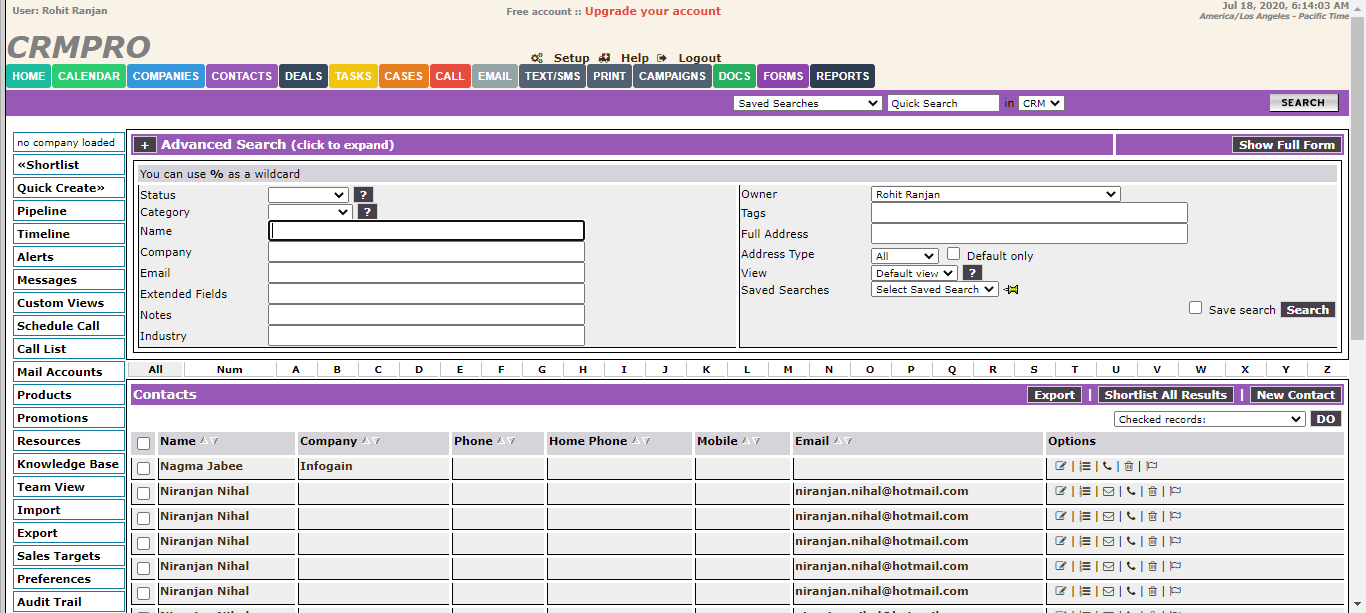 User: Rohit Ranjan
Free account :: Upgrade your account
Jul 18, 2020, 6:14:03 AM
America/Los Angeles - Pacific Time
CRMPRO
Setup Help Logout
HOME CALENDAR COMPANIES CONTACTS DEALS TASKS CASES CALL EMAIL TEXT/SMS PRINT CAMPAIGNS DOCS FORMS REPORTS
Saved Searches Quick Search in CRM SEARCH
no company loaded
«Shortlist
Quick Create»
Pipeline
Timeline
Alerts
Messages
Custom Views
Schedule Call
Call List
Mail Accounts
Products
Promotions
Resources
Knowledge Base
Team View
Import
Export
Sales Targets
Preferences
Audit Trail
+ Advanced Search (click to expand) Show Full Form
You can use % as a wildcard
Status ?
Category ?
Name
Company
Email
Extended Fields
Notes
Industry
Owner Rohit Ranjan
Tags
Full Address
Address Type All Default only
View Default view ?
Saved Searches Select Saved Search
Save search Search
All Num A B C D E F G H I J K L M N O P Q R S T U V W X Y Z
Contacts Export | Shortlist All Results | New Contact
Checked records: DO
Name Company Phone Home Phone Mobile Email Options
Nagma Jabee Infogain | | | |
Niranjan Nihal niranjan.nihal@hotmail.com | | | | |
Niranjan Nihal niranjan.nihal@hotmail.com | | | | |
Niranjan Nihal niranjan.nihal@hotmail.com | | | | |
Niranjan Nihal niranjan.nihal@hotmail.com | | | | |
Niranjan Nihal niranjan.nihal@hotmail.com | | | | |